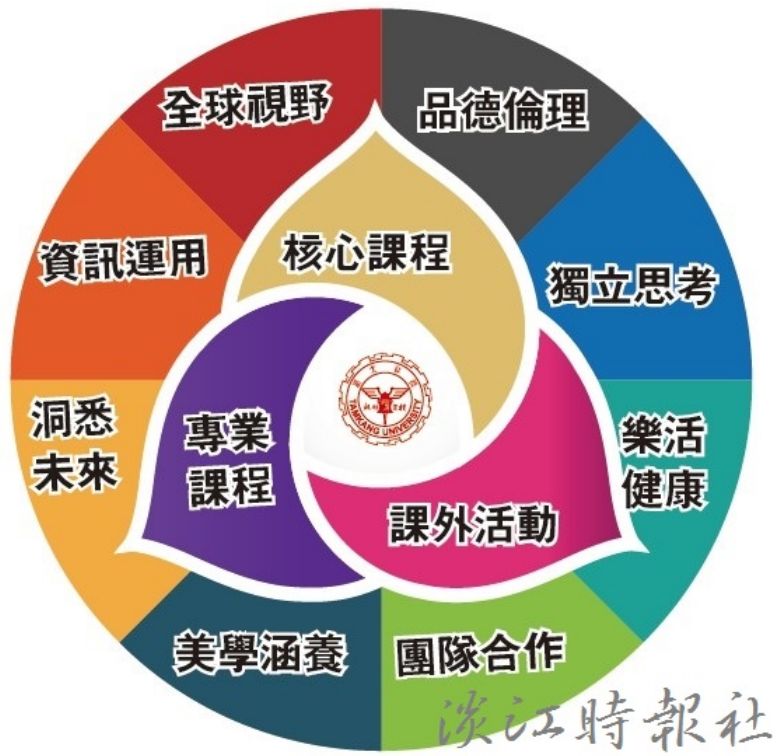 全球視野
品德倫理
資訊運用
核心課程
獨立思考
洞悉
未來
專業
課程
樂活
健康
課外活動
美學涵養
團隊合作
TAMKANG UNIVERSITY
淡江時報社